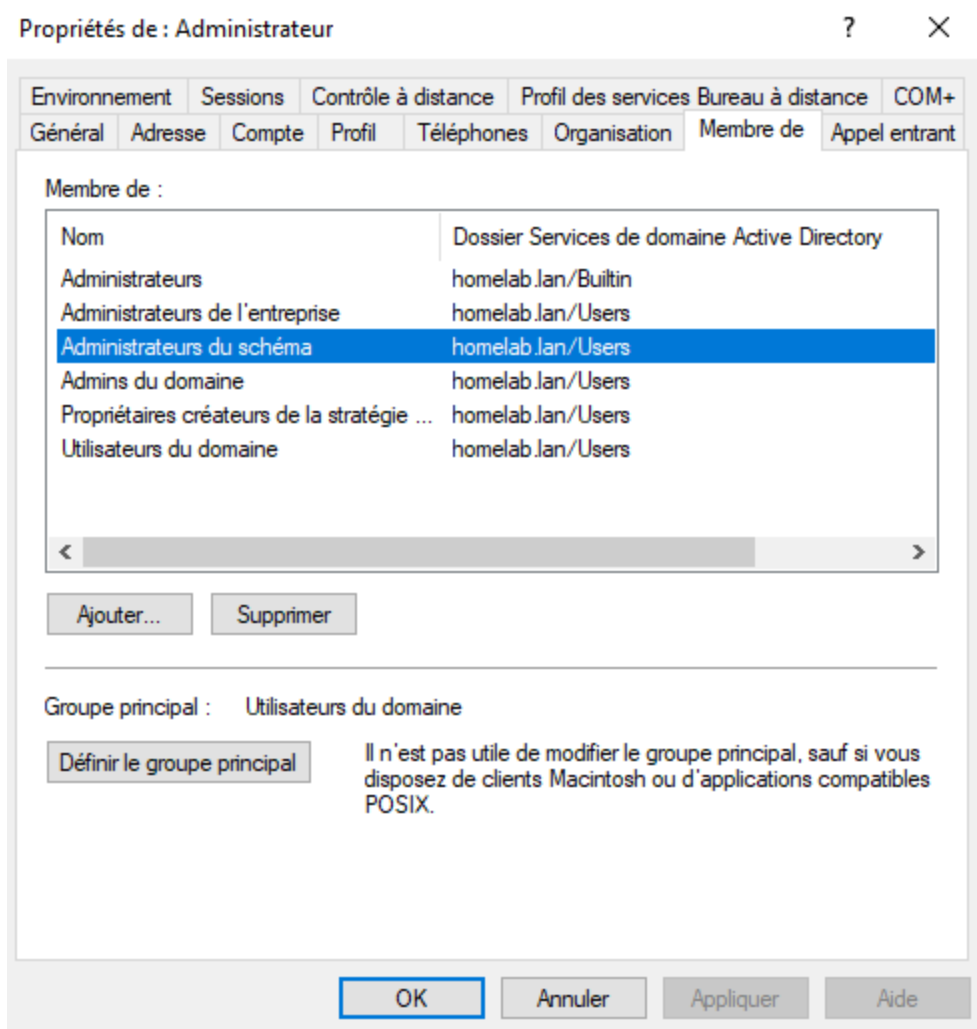 Propriétés de : Administrateur
?
Environnement Sessions Contrôle à distance Profil des services Bureau à distance COM+
Général Adresse Compte Profil Téléphones Organisation Membre de Appel entrant
Membre de :
Nom Dossier Services de domaine Active Directory
Administrateurs homelab.lan/Builtin
Administrateurs de l'entreprise homelab.lan/Users
Administrateurs du schéma homelab.lan/Users
Admins du domaine homelab.lan/Users
Propriétaires créateurs de la stratégie ... homelab.lan/Users
Utilisateurs du domaine homelab.lan/Users
Ajouter... Supprimer
Groupe principal : Utilisateurs du domaine
Définir le groupe principal
Il n'est pas utile de modifier le groupe principal, sauf si vous
disposez de clients Macintosh ou d'applications compatibles
POSIX.
OK Annuler Appliquer Aide